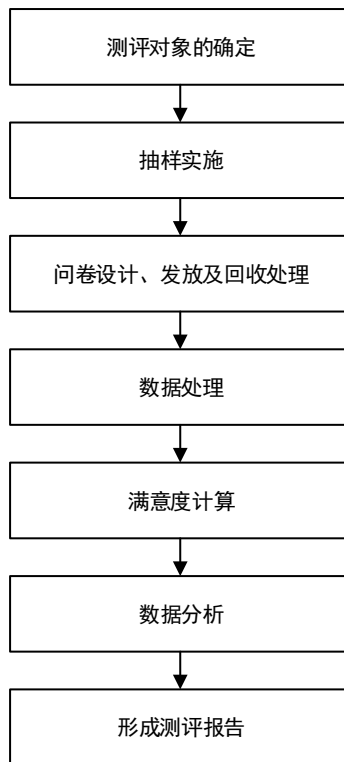 测评对象的确定
抽样实施
问卷设计、发放及回收处理
数据处理
满意度计算
数据分析
形成测评报告